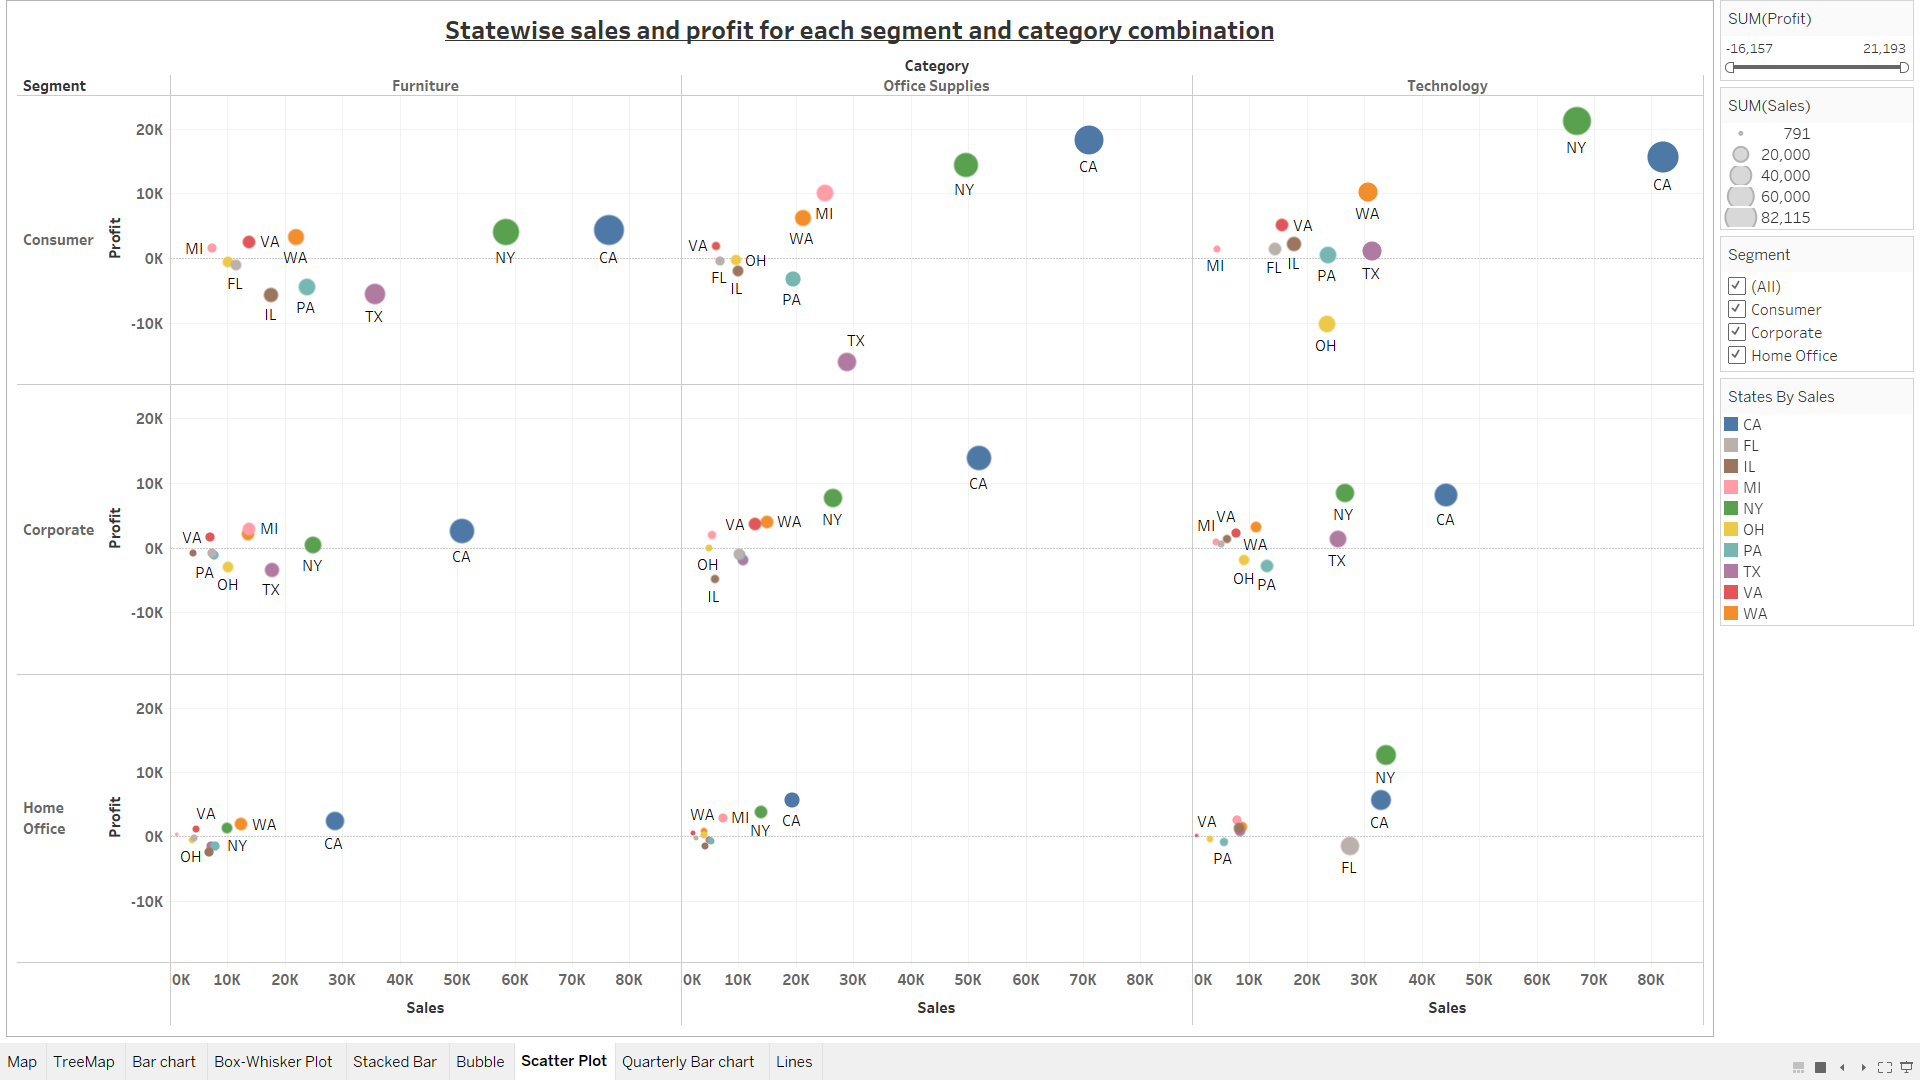 Statewise sales and profit for each segment and category combination
Category
Segment
Furniture
Office Supplies
Technology
Consumer
Profit
20K
10K
0K
-10K
MI
VA
WA
FL
IL
PA
TX
NY
CA
VA
FL
IL
OH
WA
MI
PA
TX
NY
CA
MI
VA
FL
IL
PA
OH
WA
TX
NY
CA
Corporate
Profit
20K
10K
0K
-10K
VA
PA
OH
MI
TX
NY
CA
OH
IL
VA
WA
NY
CA
MI
VA
WA
OH
PA
NY
TX
CA
Home
Office
Profit
20K
10K
0K
-10K
VA
OH
NY
WA
CA
WA
MI
NY
CA
VA
PA
NY
CA
FL
0K 10K 20K 30K 40K 50K 60K 70K 80K
0K 10K 20K 30K 40K 50K 60K 70K 80K
0K 10K 20K 30K 40K 50K 60K 70K 80K
Sales
Sales
Sales
SUM(Profit)
-16,157 21,193
SUM(Sales)
791
20,000
40,000
60,000
82,115
Segment
(All)
Consumer
Corporate
Home Office
States By Sales
CA
FL
IL
MI
NY
OH
PA
TX
VA
WA
Map TreeMap Bar chart Box-Whisker Plot Stacked Bar Bubble Scatter Plot Quarterly Bar chart Lines